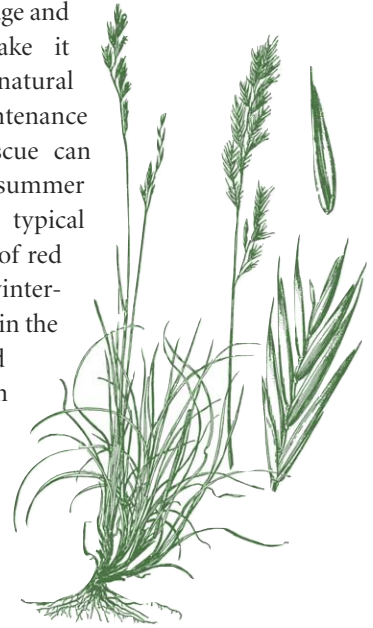 ge and
ake it
natural
ntenance
scue can
summer
typical
of red
vinter-
in the
d
n